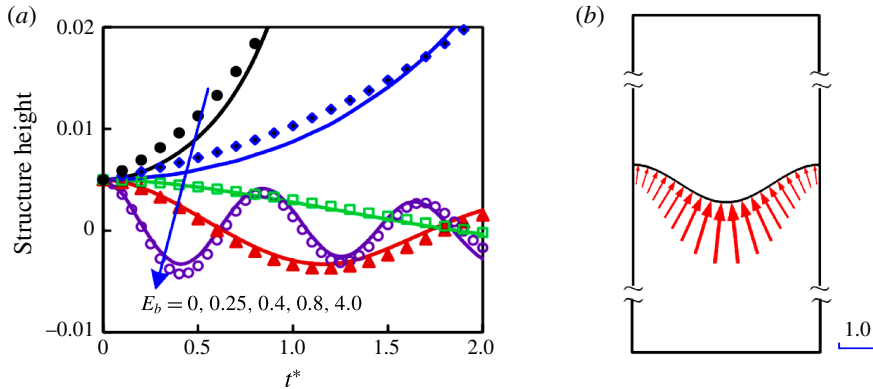 (a)
0.02
0.01
0
–0.01
Structure height
E_b = 0, 0.25, 0.4, 0.8, 4.0
0 0.5 1.0 1.5 2.0
t*
(b)
1.0